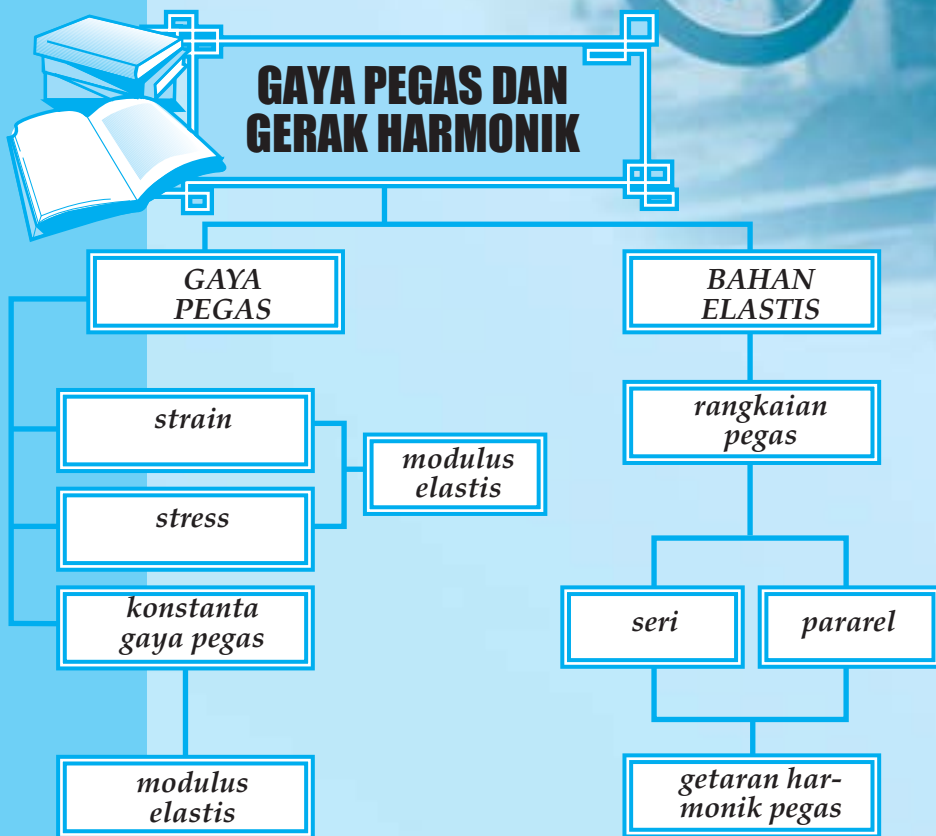 GAYA PEGAS DAN
GERAK HARMONIK
GAYA
PEGAS
BAHAN
ELASTIS
strain
stress
modulus
elastis
konstanta
gaya pegas
modulus
elastis
rangkaian
pegas
seri
pararel
getaran har-
monik pegas